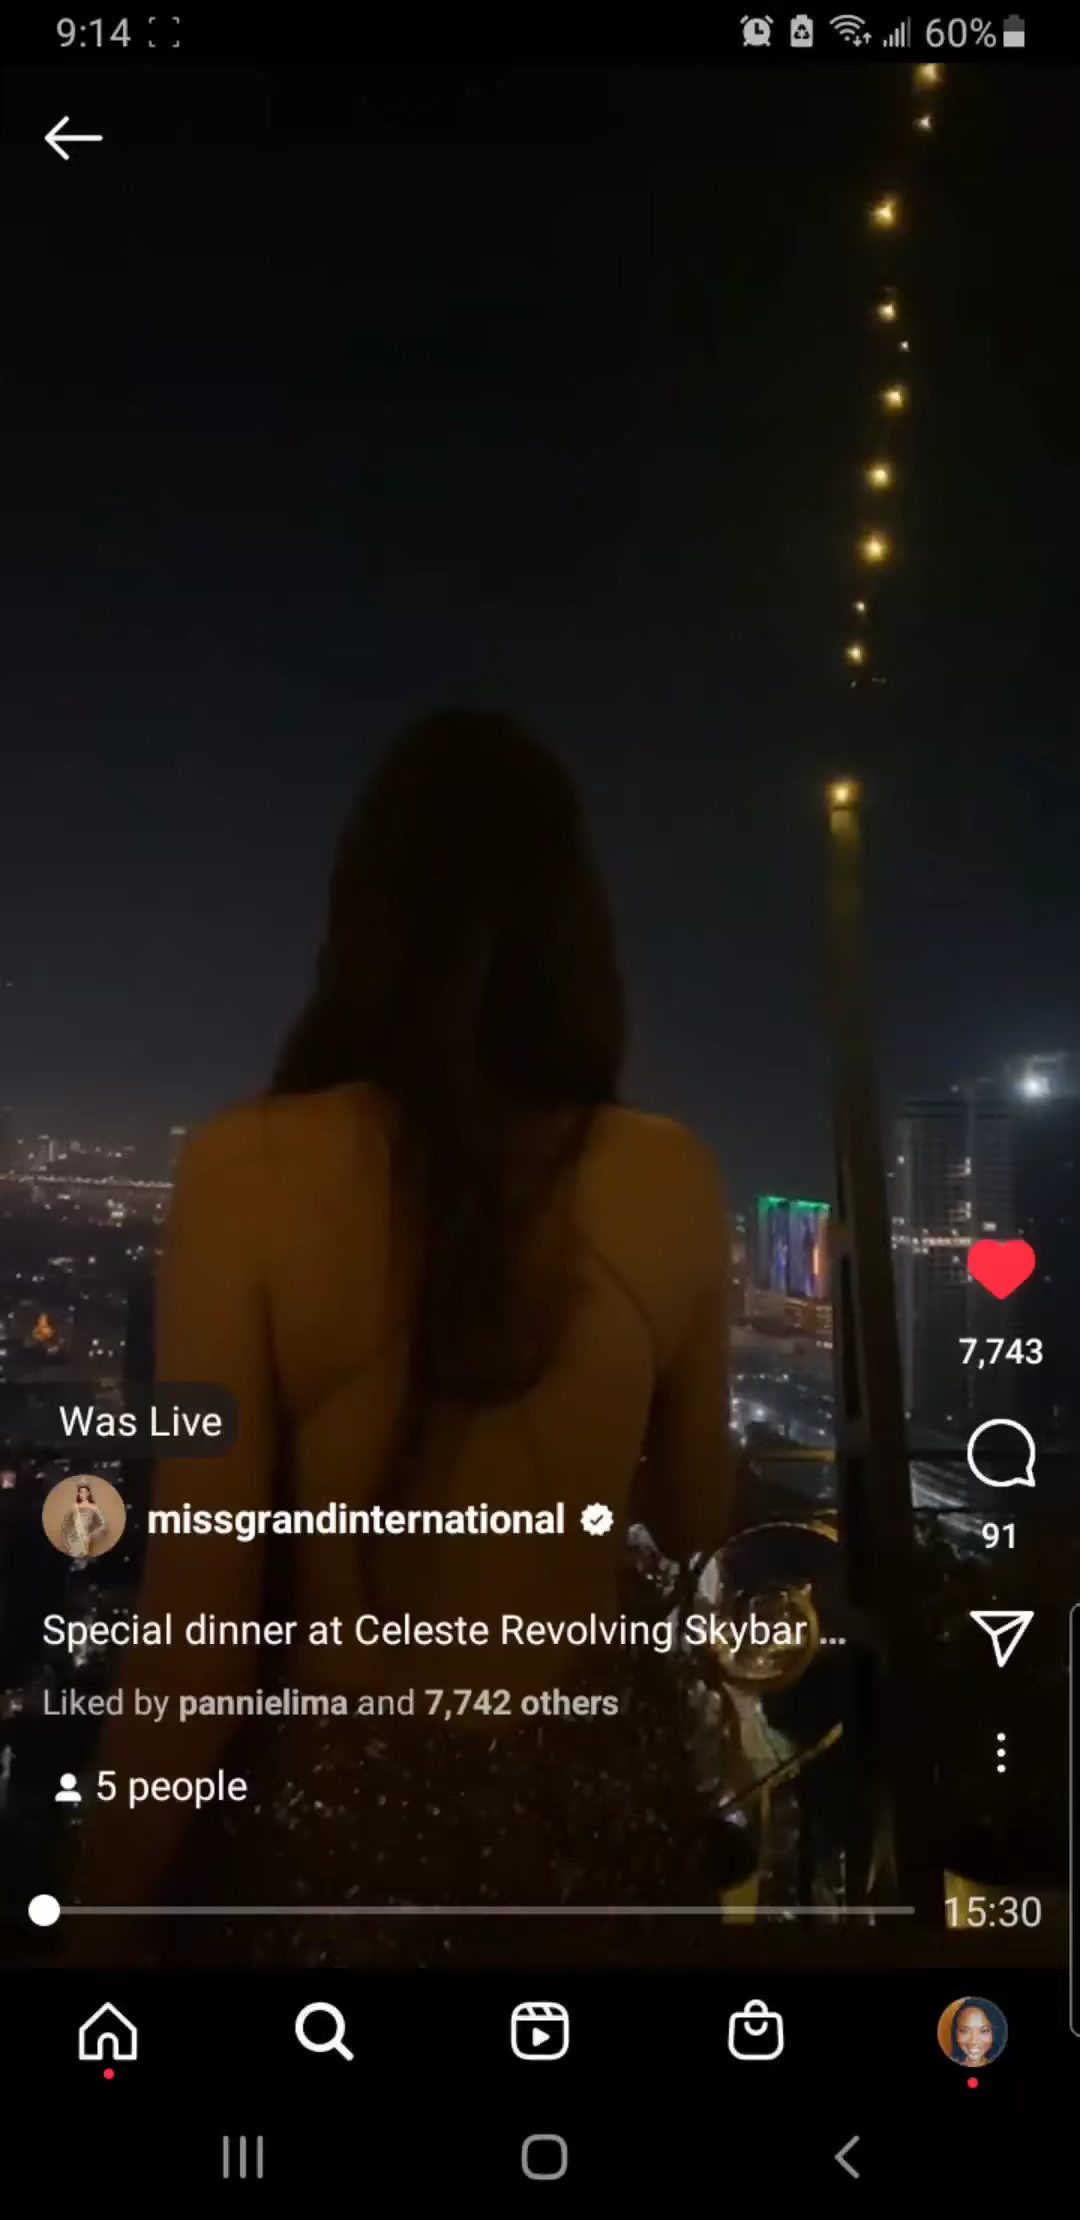 9:14
60%
7,743
Was Live
missgrandinternational
91
Special dinner at Celeste Revolving Skybar ...
Liked by pannielima and 7,742 others
5 people
15:30